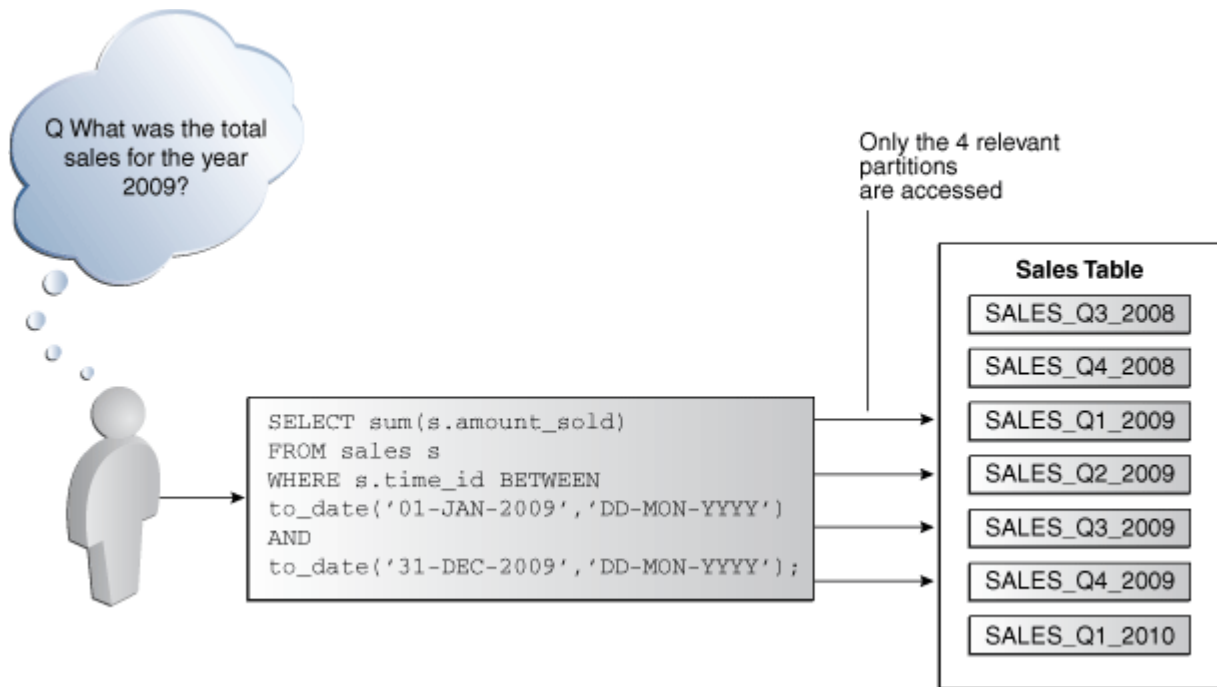 Q What was the total
sales for the year
2009?
Only the 4 relevant
partitions
are accessed
SELECT sum(s.amount_sold)
FROM sales s
WHERE s.time_id BETWEEN
to_date('01-JAN-2009','DD-MON-YYYY')
AND
to_date('31-DEC-2009','DD-MON-YYYY');
Sales Table
SALES_Q3_2008
SALES_Q4_2008
SALES_Q1_2009
SALES_Q2_2009
SALES_Q3_2009
SALES_Q4_2009
SALES_Q1_2010